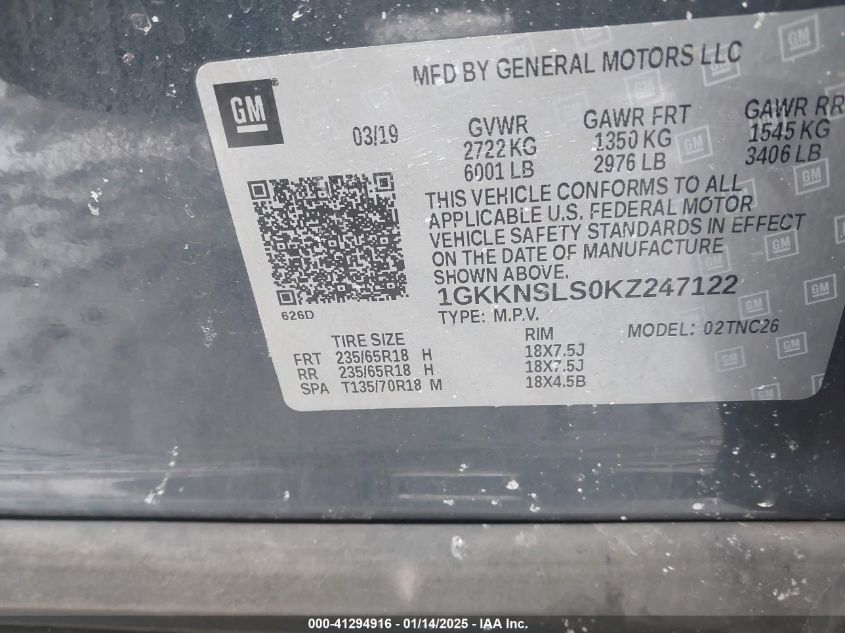 MFD BY GENERAL MOTORS LLC
GM
03/19
GVWR
2722 KG
6001 LB
GAWR FRT
1350 KG
2976 LB
GAWR RR
1545 KG
3406 LB
THIS VEHICLE CONFORMS TO ALL
APPLICABLE U.S. FEDERAL MOTOR
VEHICLE SAFETY STANDARDS IN EFFECT
ON THE DATE OF MANUFACTURE
SHOWN ABOVE.
1GKKNSLS0KZ247122
626D
TYPE: M.P.V.
MODEL: 02TNC26
TIRE SIZE
RIM
FRT 235/65R18 H 18X7.5J
RR 235/65R18 H 18X7.5J
SPA T135/70R18 M 18X4.5B
000-41294916 - 01/14/2025 - IAA Inc.